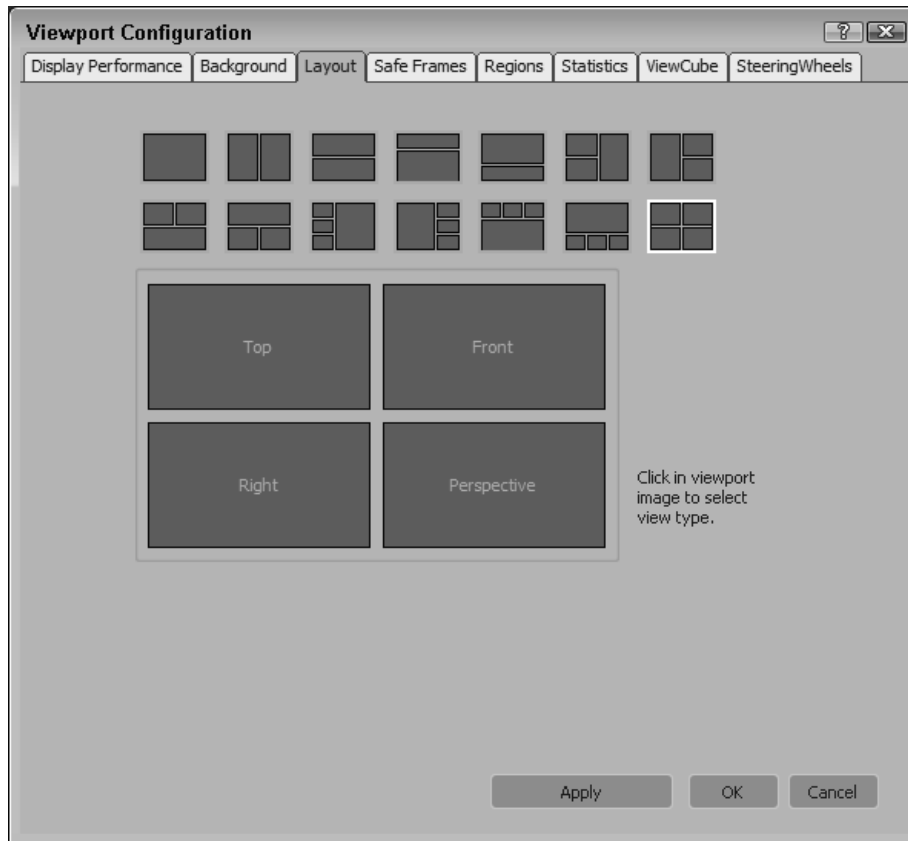 Viewport Configuration
Display Performance Background Layout Safe Frames Regions Statistics ViewCube SteeringWheels
Top Front
Right Perspective
Click in viewport
image to select
view type.
Apply OK Cancel